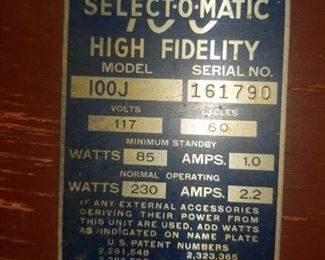 SELECT-O-MATIC
100
HIGH FIDELITY
MODEL SERIAL NO.
100J 161790
VOLTS CYCLES
117 60
MINIMUM STANDBY
WATTS 85 AMPS. 1.0
NORMAL OPERATING
WATTS 230 AMPS. 2.2
IF ANY EXTERNAL ACCESSORIES
DERIVING THEIR POWER FROM
THIS UNIT ARE USED, ADD WATTS
AS INDICATED ON NAME PLATE
U.S. PATENT NUMBERS
2,281,548 2,323,365